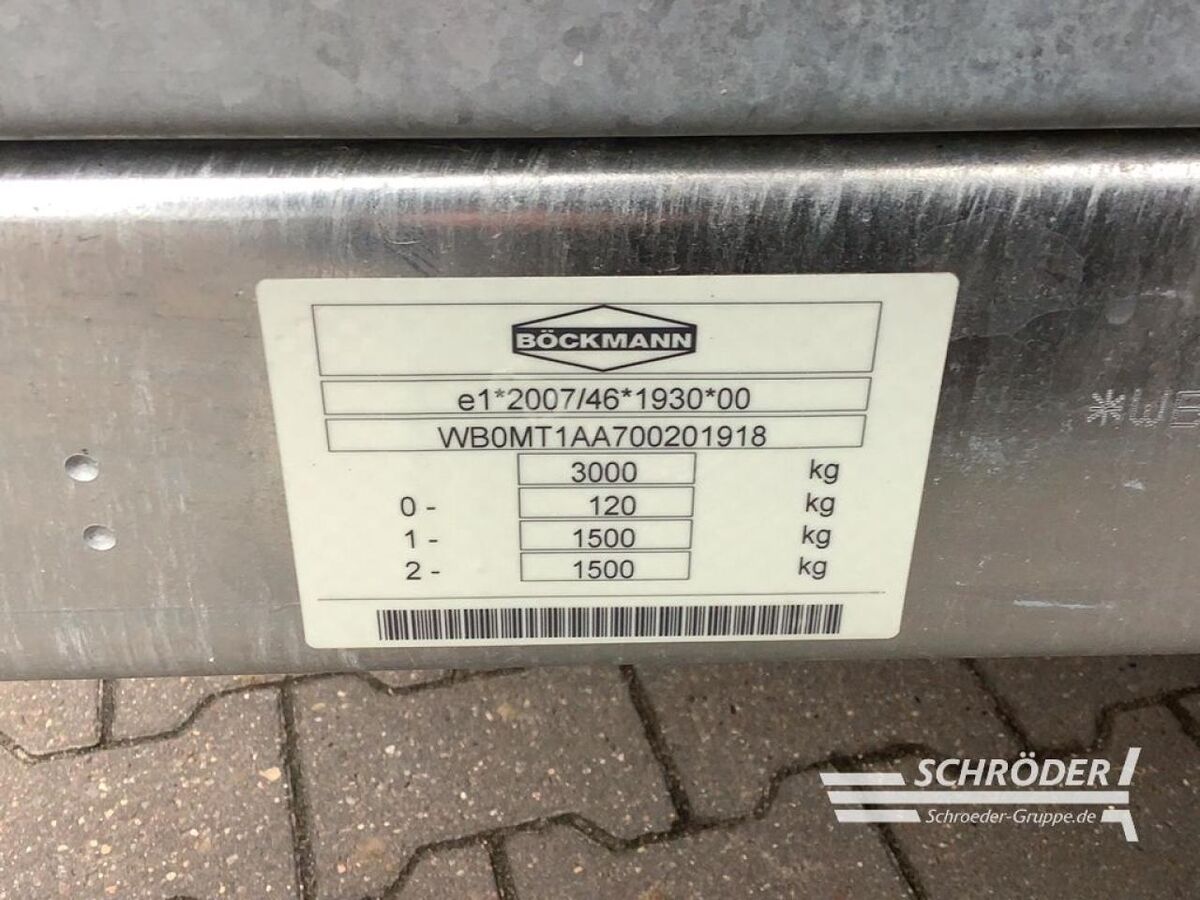 BÖCKMANN
e1*2007/46*1930*00
WB0MT1AA700201918
3000 kg
0 - 120 kg
1 - 1500 kg
2 - 1500 kg
*WB
SCHRÖDER
Schroeder-Gruppe.de